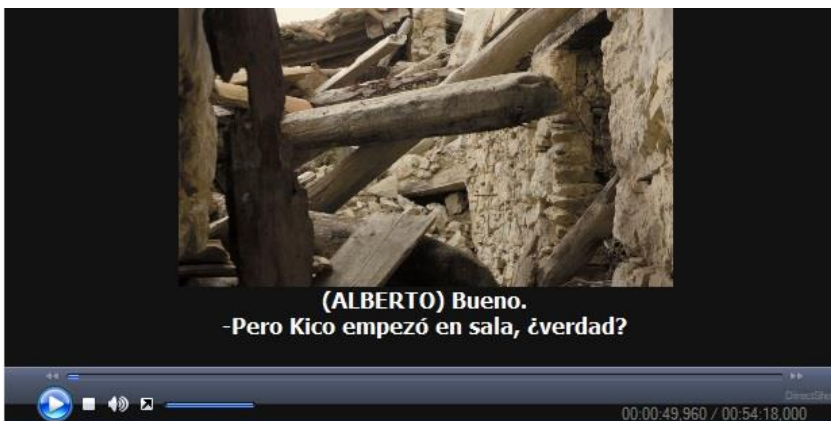 (ALBERTO) Bueno.
-Pero Kico empezó en sala, ¿verdad?
00:00:49,960 / 00:54:18,000